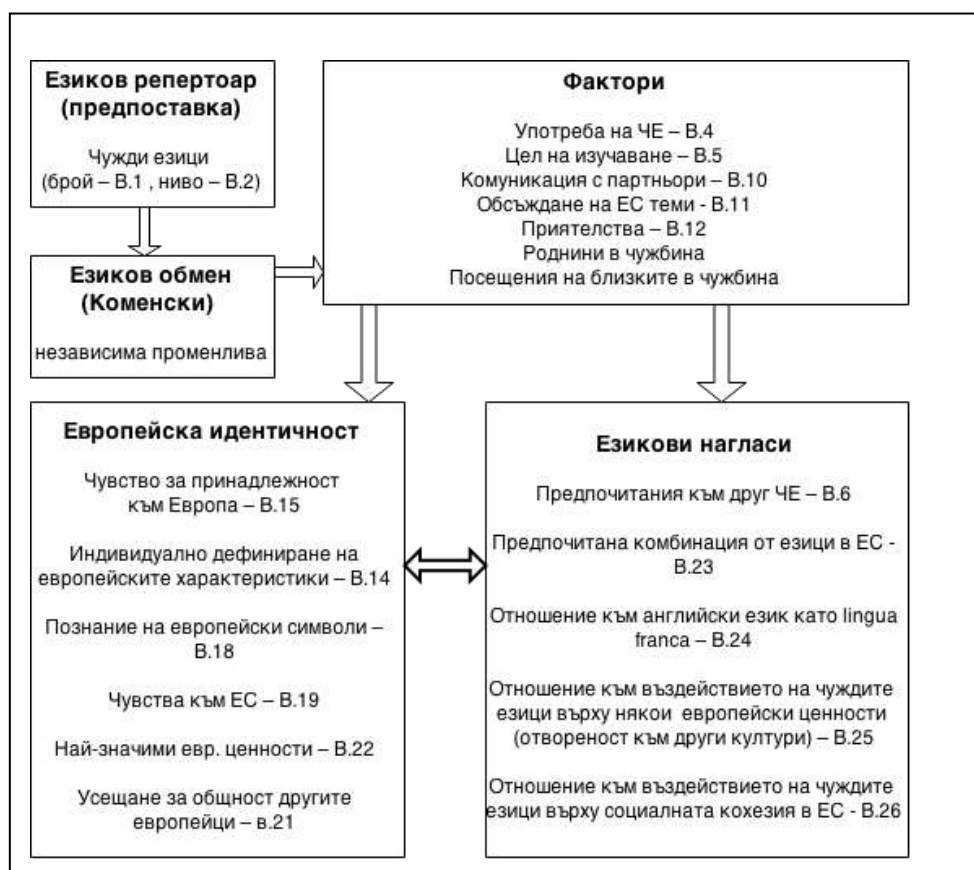 Езиков репертоар
(предпоставка)
Чужди езици
(брой – В.1 , ниво – В.2)
Езиков обмен
(Коменски)
независима променлива
Фактори
Употреба на ЧЕ – В.4
Цел на изучаване – В.5
Комуникация с партньори – В.10
Обсъждане на ЕС теми - В.11
Приятелства – В.12
Роднини в чужбина
Посещения на близките в чужбина
Европейска идентичност
Чувство за принадлежност
към Европа – В.15
Индивидуално дефиниране на
европейските характеристики – В.14
Познание на европейски символи –
В.18
Чувства към ЕС – В.19
Най-значими евр. ценности – В.22
Усещане за общност другите
европейци – в.21
Езикови нагласи
Предпочитания към друг ЧЕ – В.6
Предпочитана комбинация от езици в ЕС -
В.23
Отношение към английски език като lingua
franca – В.24
Отношение към въздействието на чуждите
езици върху някои европейски ценности
(отвореност към други култури) – В.25
Отношение към въздействието на чуждите
езици върху социалната кохезия в ЕС - В.26